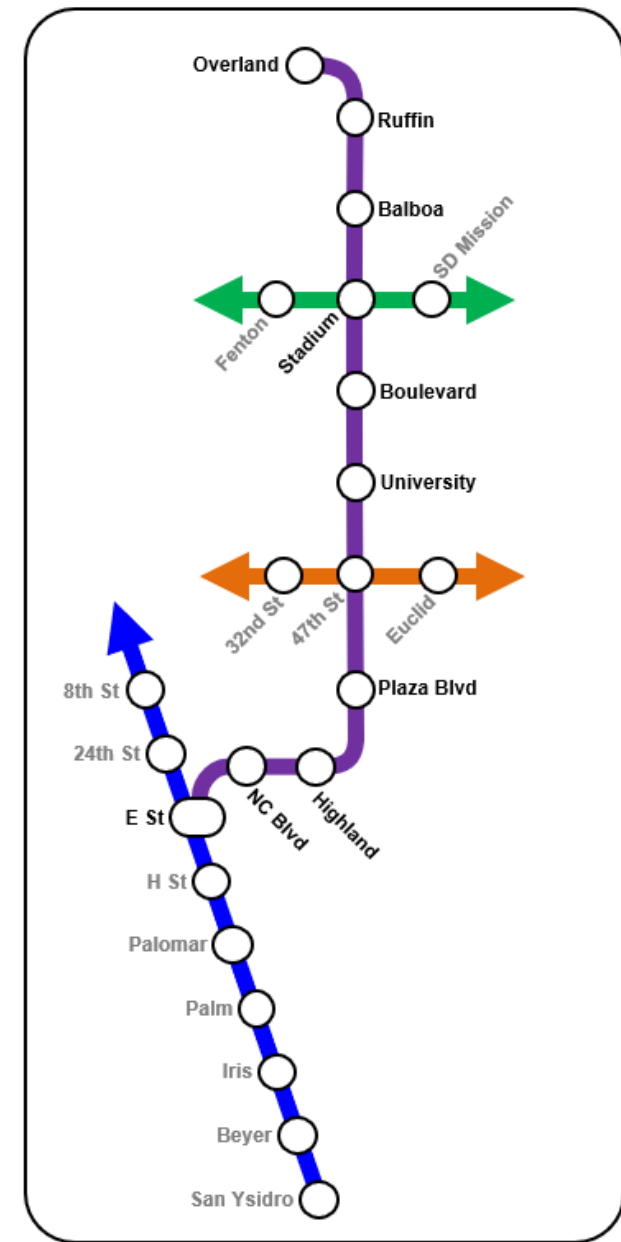 Overland
Ruffin
Balboa
SD Mission
Fenton
Stadium
Boulevard
University
32nd St
47th St
Euclid
Plaza Blvd
8th St
24th St
E St
NC Blvd
Highland
H St
Palomar
Palm
Iris
Beyer
San Ysidro